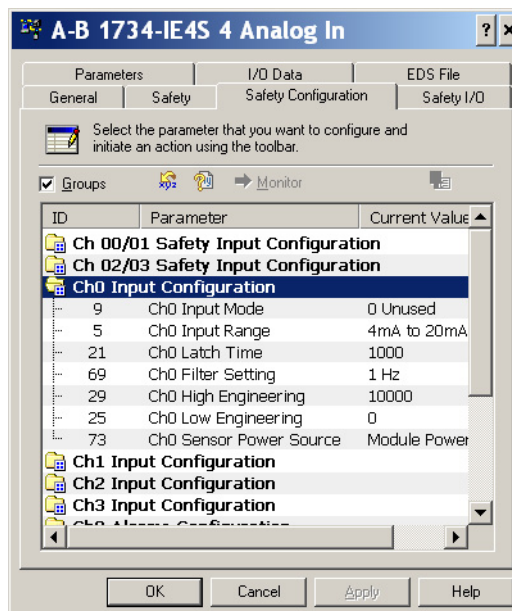 A-B 1734-IE4S 4 Analog In
Parameters I/O Data EDS File
General Safety Safety Configuration Safety I/O
Select the parameter that you want to configure and
initiate an action using the toolbar.
Groups Monitor
ID Parameter Current Value
Ch 00/01 Safety Input Configuration
Ch 02/03 Safety Input Configuration
Ch0 Input Configuration
9 Ch0 Input Mode 0 Unused
5 Ch0 Input Range 4mA to 20mA
21 Ch0 Latch Time 1000
69 Ch0 Filter Setting 1 Hz
29 Ch0 High Engineering 10000
25 Ch0 Low Engineering 0
73 Ch0 Sensor Power Source Module Power
Ch1 Input Configuration
Ch2 Input Configuration
Ch3 Input Configuration
Ch0 Alarms Configuration
OK Cancel Apply Help